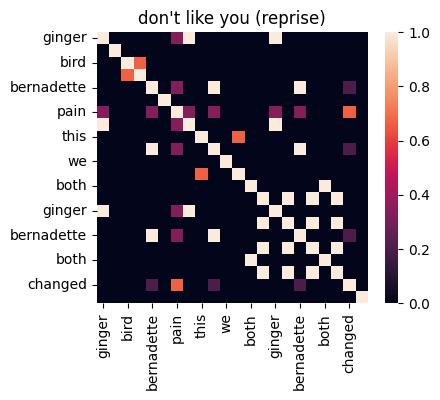 don't like you (reprise)
ginger
bird
bernadette
pain
this
we
both
ginger
bernadette
both
changed
1.0
0.8
0.6
0.4
0.2
0.0
ginger
bird
bernadette
pain
this
we
both
ginger
bernadette
both
changed